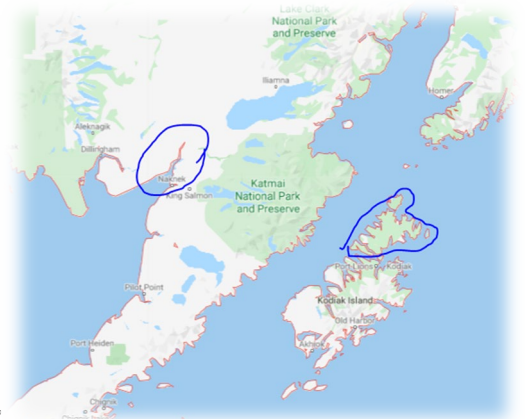 Lake Clark
National Park
and Preserve
Iliamna
Homer
Aleknagik
Dillingham
Naknek
King Salmon
Katmai
National Park
and Preserve
Port Lions
Kodiak
Pilot Point
Kodiak Island
Old Harbor
Port Heiden
Akhiok
Chignik